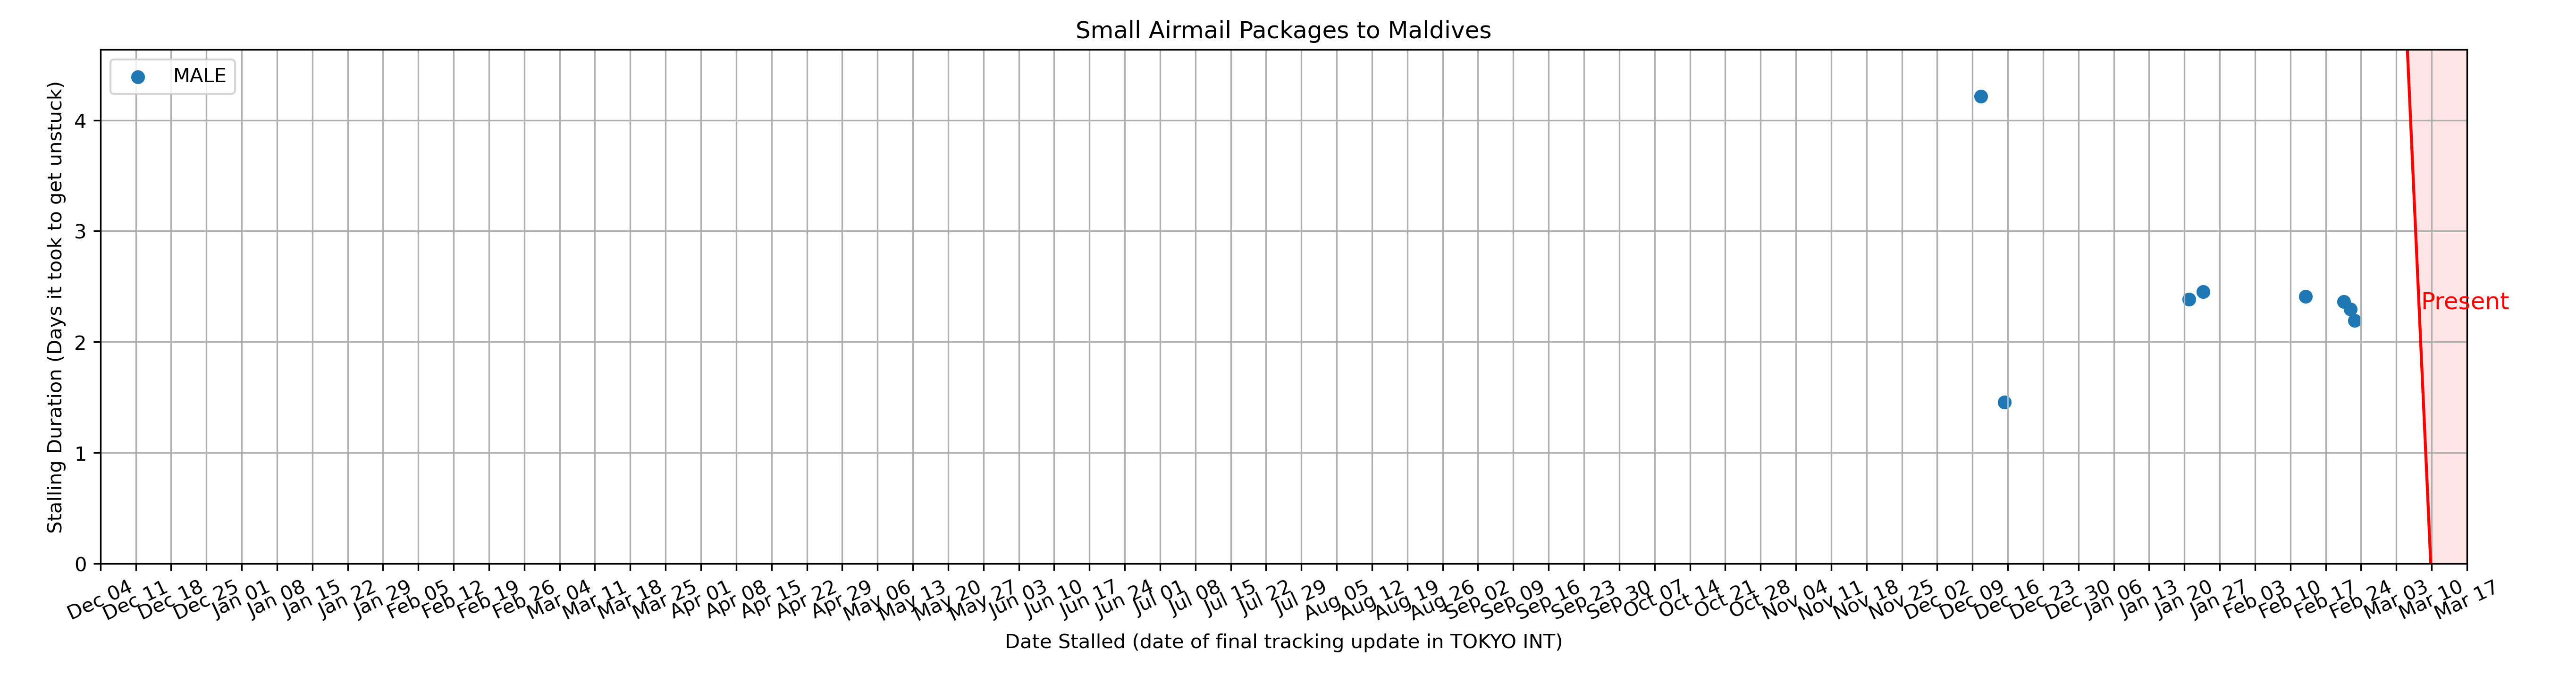 Small Airmail Packages to Maldives
MALE
Stalling Duration (Days it took to get unstuck)
4
3
2
1
0
Present
Dec 04 Dec 11 Dec 18 Dec 25 Jan 01 Jan 08 Jan 15 Jan 22 Jan 29 Feb 05 Feb 12 Feb 19 Feb 26 Mar 04 Mar 11 Mar 18 Mar 25 Apr 01 Apr 08 Apr 15 Apr 22 Apr 29 May 06 May 13 May 20 May 27 Jun 03 Jun 10 Jun 17 Jun 24 Jul 01 Jul 08 Jul 15 Jul 22 Jul 29 Aug 05 Aug 12 Aug 19 Aug 26 Sep 02 Sep 09 Sep 16 Sep 23 Sep 30 Oct 07 Oct 14 Oct 21 Oct 28 Nov 04 Nov 11 Nov 18 Nov 25 Dec 02 Dec 09 Dec 16 Dec 23 Dec 30 Jan 06 Jan 13 Jan 20 Jan 27 Feb 03 Feb 10 Feb 17 Feb 24 Mar 03 Mar 10 Mar 17
Date Stalled (date of final tracking update in TOKYO INT)